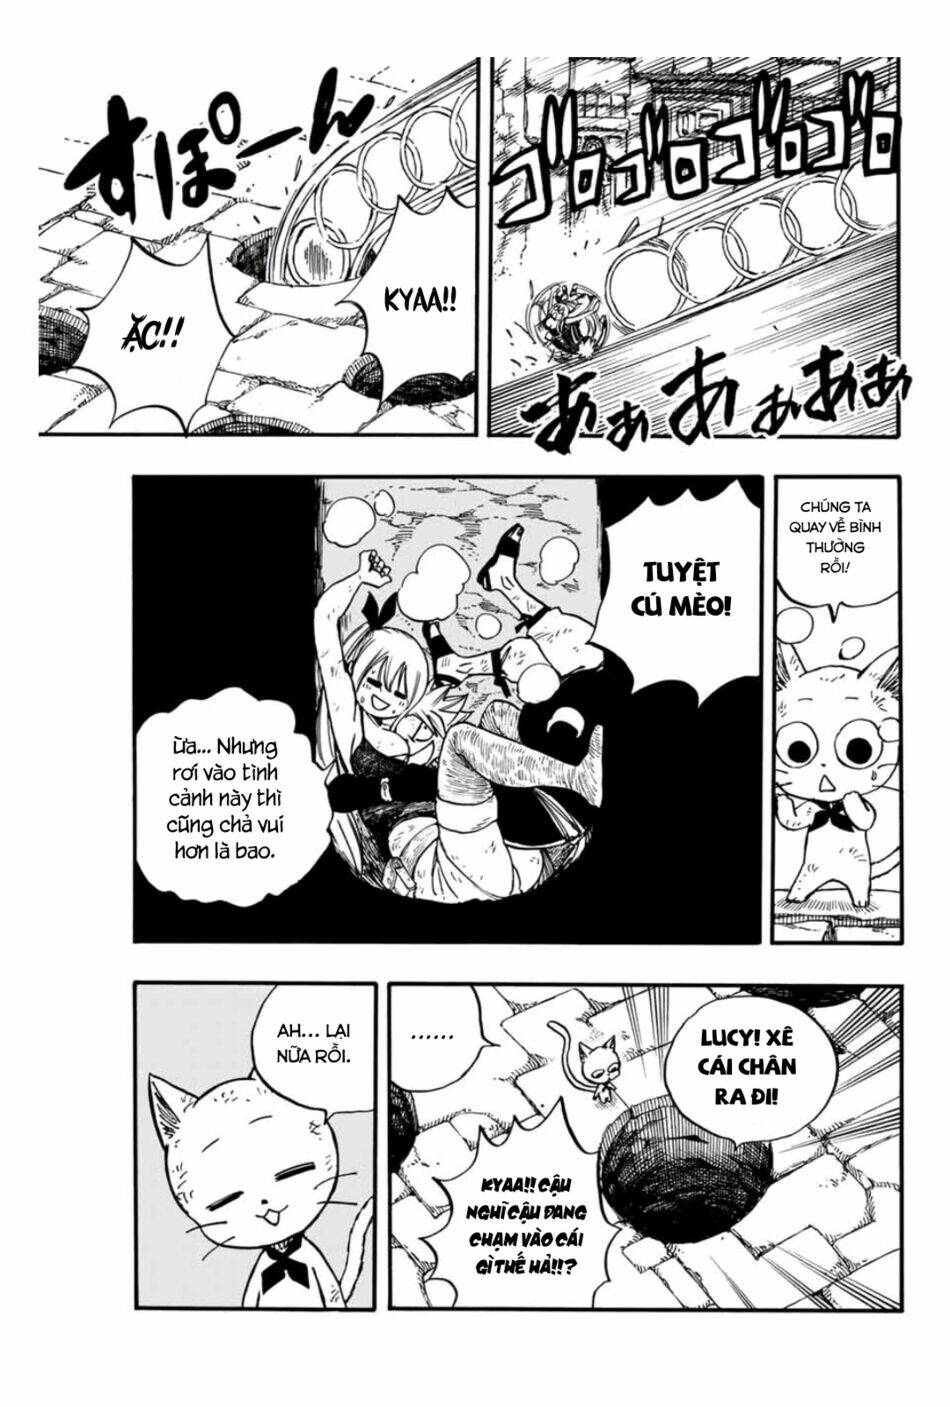 ゴロゴロゴロゴロ
あぁあぁああ
すぽーん
KYAA!!
ẶC!!
CHÚNG TA
QUAY VỀ BÌNH
THƯỜNG
RỒI!
TUYỆT
CÚ MÈO!
Ừa... Nhưng
rơi vào tình
cảnh này thì
cũng chả vui
hơn là bao.
LUCY! XÊ
CÁI CHÂN
RA ĐI!
......
KYAA!! CẬU
NGHĨ CẬU ĐANG
CHẠM VÀO CÁI
GÌ THẾ HẢ!!?
AH... LẠI
NỮA RỒI.